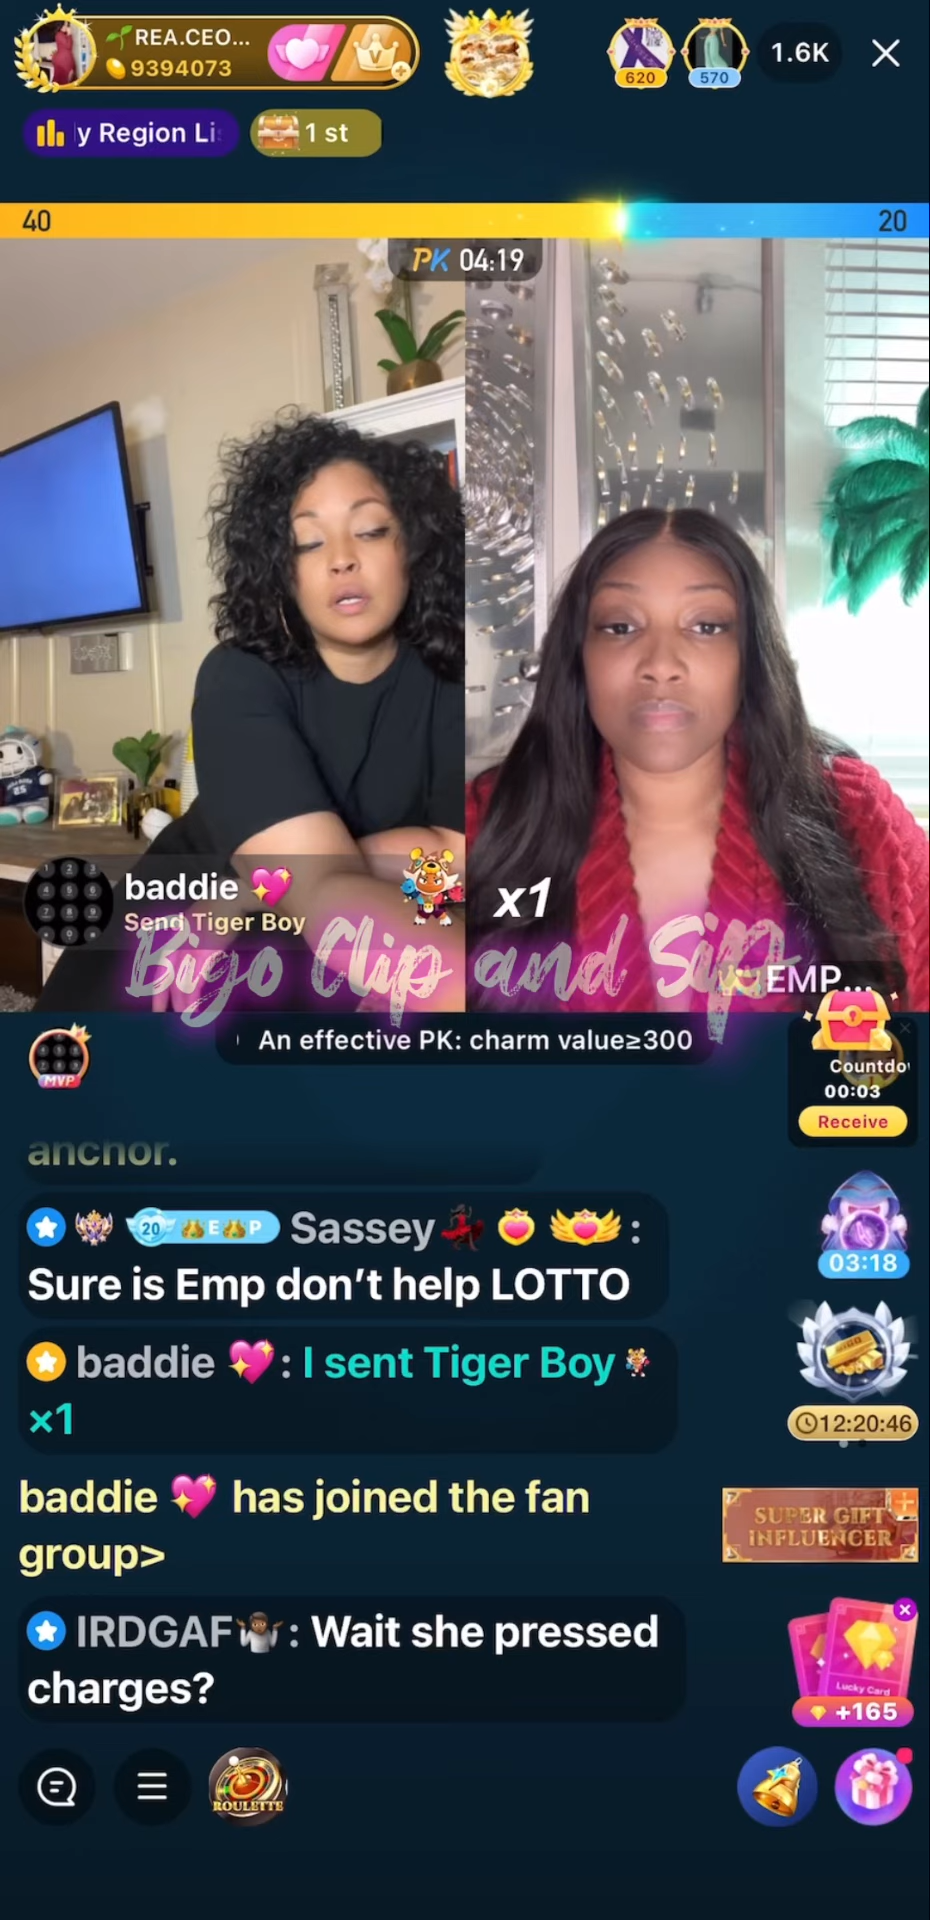 REA.CEO...
9394073
620
570
1.6K
y Region Li
1 st
40
20
PK 04:19
baddie 💖
Send Tiger Boy
x1
Bigo Clip and Sip
EMP...
MVP
An effective PK: charm value≥300
Countdo
00:03
Receive
anchor.
20 E P Sassey💃 :
Sure is Emp don’t help LOTTO
03:18
baddie 💖: I sent Tiger Boy
×1
12:20:46
baddie 💖 has joined the fan
group>
SUPER GIFT
INFLUENCER
IRDGAF🤷🏾‍♂️: Wait she pressed
charges?
Lucky Card
+165
ROULETTE